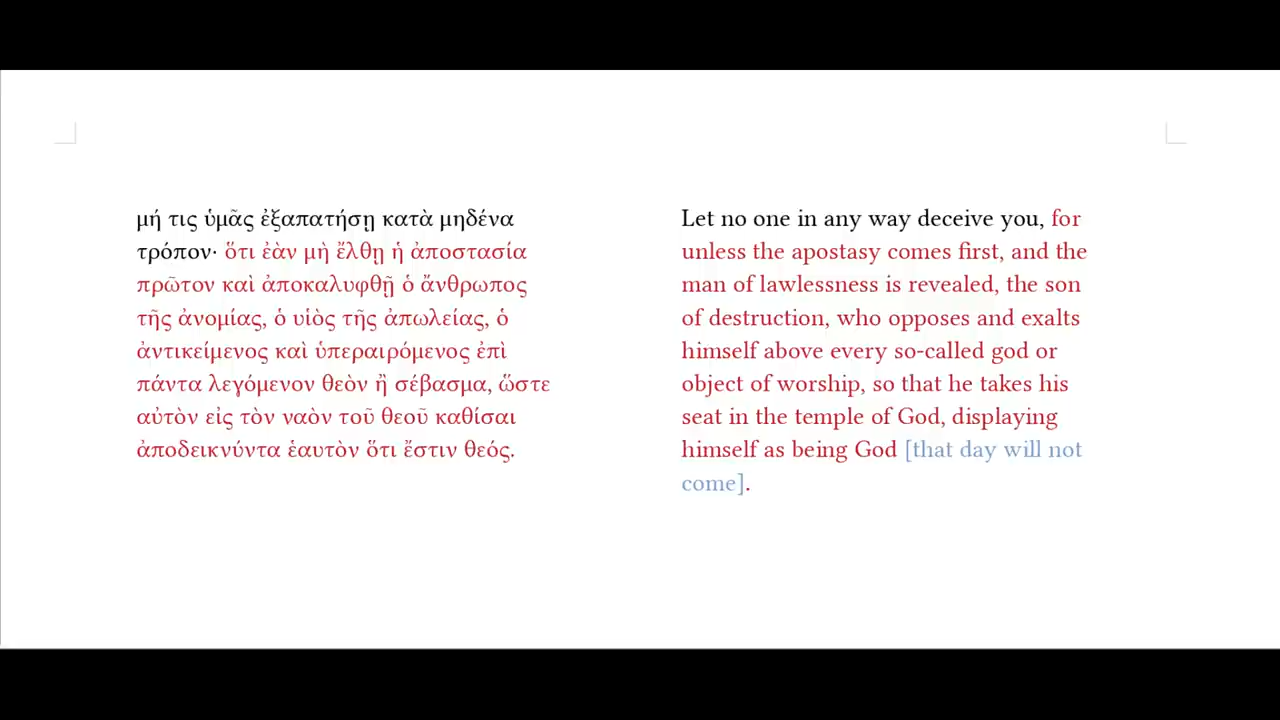 μή τις ὑμᾶς ἐξαπατήσῃ κατὰ μηδένα
τρόπον· ὅτι ἐὰν μὴ ἔλθῃ ἡ ἀποστασία
πρῶτον καὶ ἀποκαλυφθῇ ὁ ἄνθρωπος
τῆς ἀνομίας, ὁ υἱὸς τῆς ἀπωλείας, ὁ
ἀντικείμενος καὶ ὑπεραιρόμενος ἐπὶ
πάντα λεγόμενον θεὸν ἢ σέβασμα, ὥστε
αὐτὸν εἰς τὸν ναὸν τοῦ θεοῦ καθίσαι
ἀποδεικνύντα ἑαυτὸν ὅτι ἔστιν θεός.
Let no one in any way deceive you, for
unless the apostasy comes first, and the
man of lawlessness is revealed, the son
of destruction, who opposes and exalts
himself above every so-called god or
object of worship, so that he takes his
seat in the temple of God, displaying
himself as being God [that day will not
come].